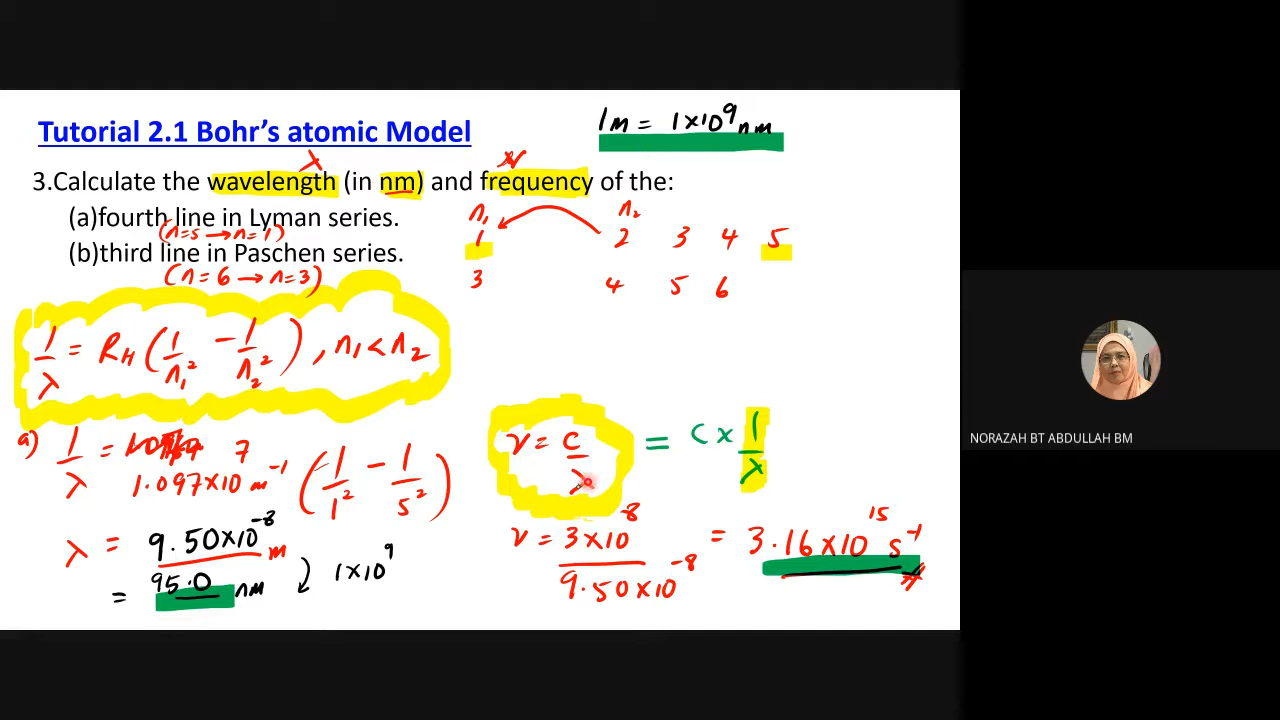 1m = 1×10⁹ nm
Tutorial 2.1 Bohr's atomic Model
λ ν
3.Calculate the wavelength (in nm) and frequency of the:
(a)fourth line in Lyman series.
(n=5 → n=1)
(b)third line in Paschen series.
(n=6 → n=3)
n₁ n₂
1 2 3 4 5
3 4 5 6
1/λ = RH (1/n₁² − 1/n₂²), n₁ < n₂
a) 1/λ = 1.097×10⁷ m⁻¹ (1/1² − 1/5²)
λ = 9.50×10⁻⁸ m
= 95.0 nm
1×10⁹
ν = c/λ = c × 1/λ
ν = 3×10⁻⁸ / 9.50×10⁻⁸ = 3.16×10¹⁵ s⁻¹
NORAZAH BT ABDULLAH BM